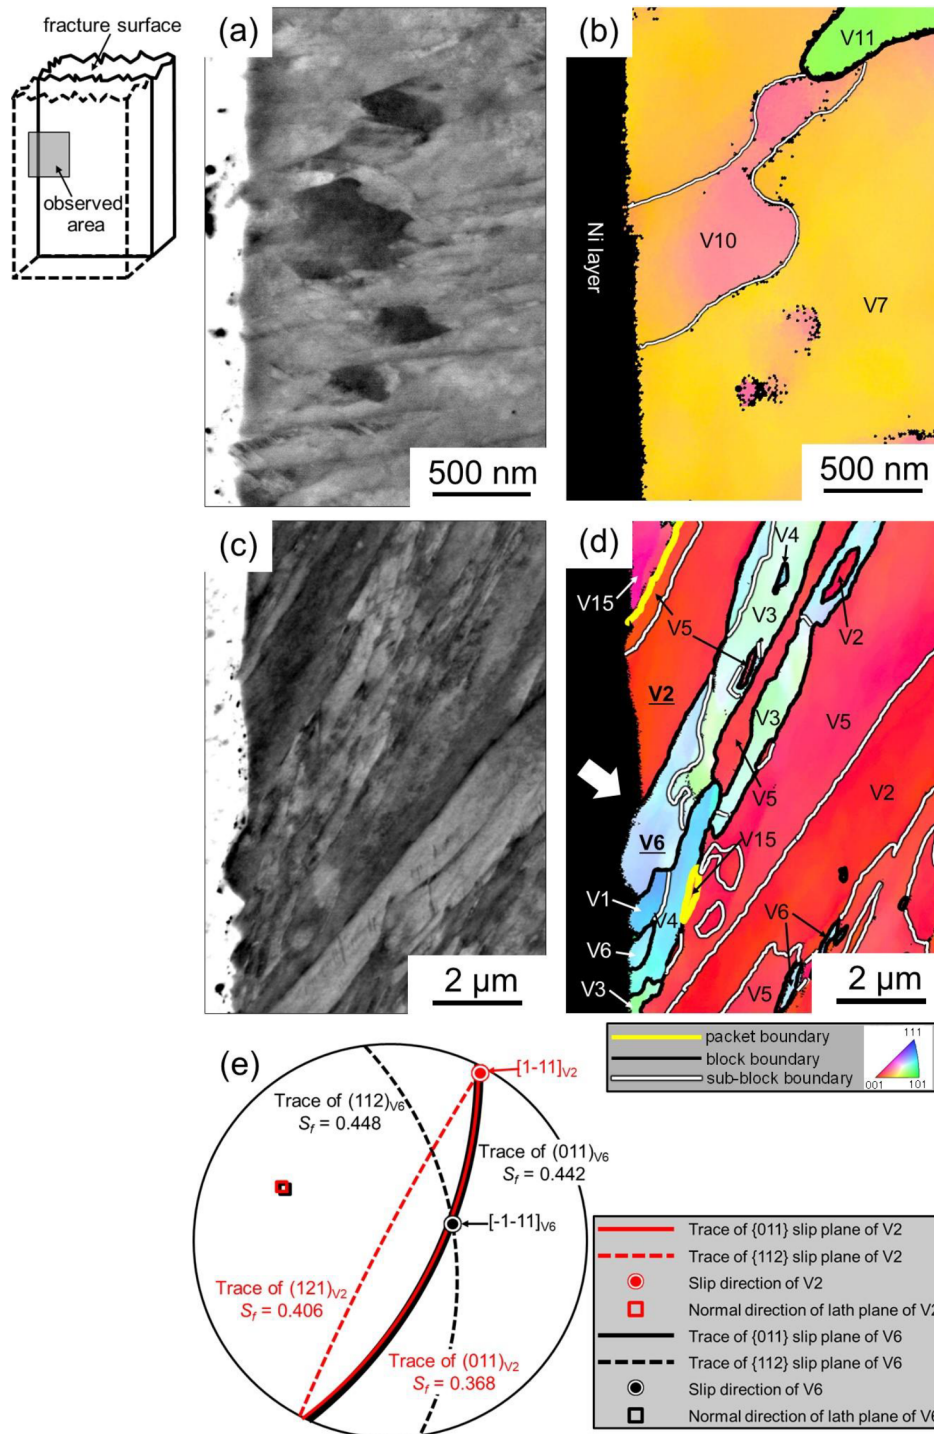 fracture surface
observed
area
(a)
500 nm
(b)
V11
V10
V7
Ni layer
500 nm
(c)
2 µm
(d)
V4
V15
V3
V5
V2
V2
V3
V5
V5
V2
V6
V15
V1
V4
V6
V6
V3
V5
2 µm
packet boundary
block boundary
sub-block boundary
111
001
101
(e)
[1-11]V2
Trace of (112)V6
Sf = 0.448
Trace of (011)V6
Sf = 0.442
[-1-11]V6
Trace of (121)V2
Sf = 0.406
Trace of (011)V2
Sf = 0.368
Trace of {011} slip plane of V2
Trace of {112} slip plane of V2
Slip direction of V2
Normal direction of lath plane of V2
Trace of {011} slip plane of V6
Trace of {112} slip plane of V6
Slip direction of V6
Normal direction of lath plane of V6